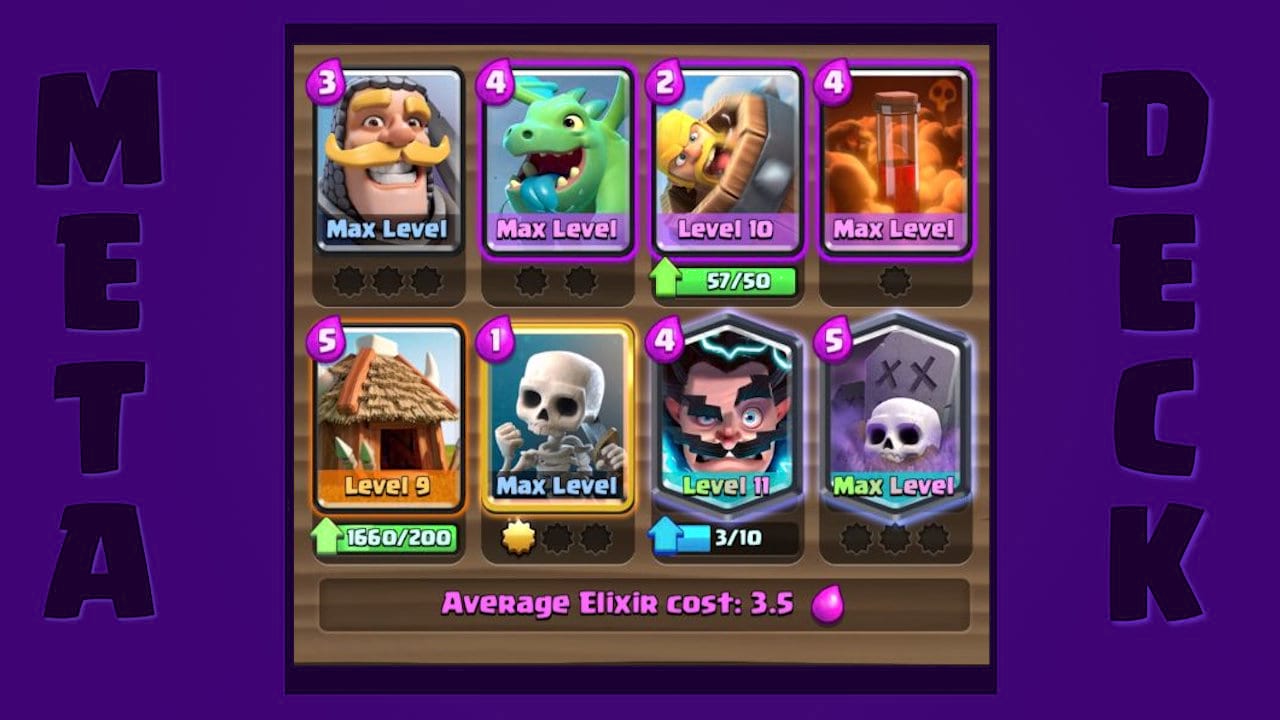 META
DECK
3 4 2 4
Max Level Max Level Level 10 Max Level
57/50
5 1 4 5
Level 9 Max Level Level 11 Max Level
1660/200 3/10
Average Elixir cost: 3.5